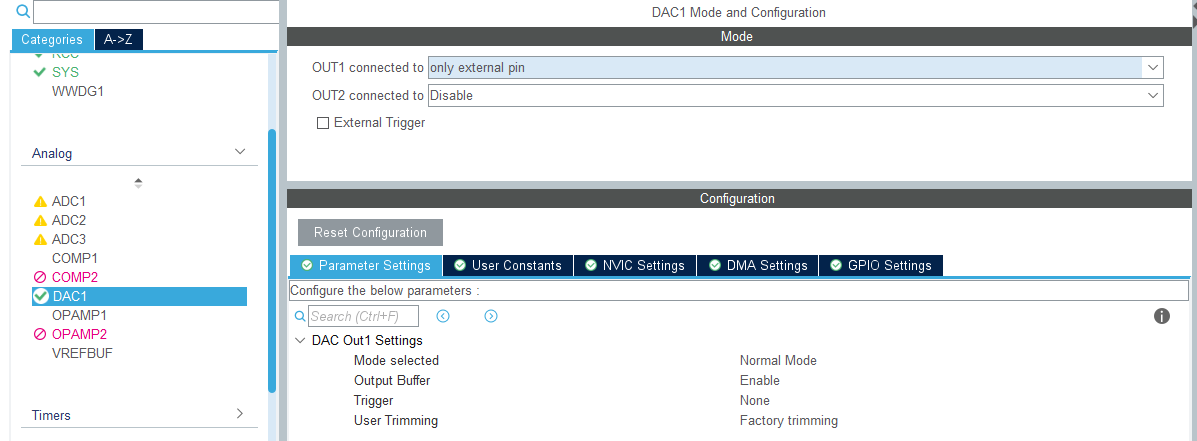 DAC1 Mode and Configuration
Categories
A->Z
Mode
RCC
SYS
WWDG1
OUT1 connected to only external pin
OUT2 connected to Disable
External Trigger
Analog
ADC1
ADC2
ADC3
COMP1
COMP2
DAC1
OPAMP1
OPAMP2
VREFBUF
Timers
Configuration
Reset Configuration
Parameter Settings
User Constants
NVIC Settings
DMA Settings
GPIO Settings
Configure the below parameters :
Search (Ctrl+F)
DAC Out1 Settings
Mode selected Normal Mode
Output Buffer Enable
Trigger None
User Trimming Factory trimming